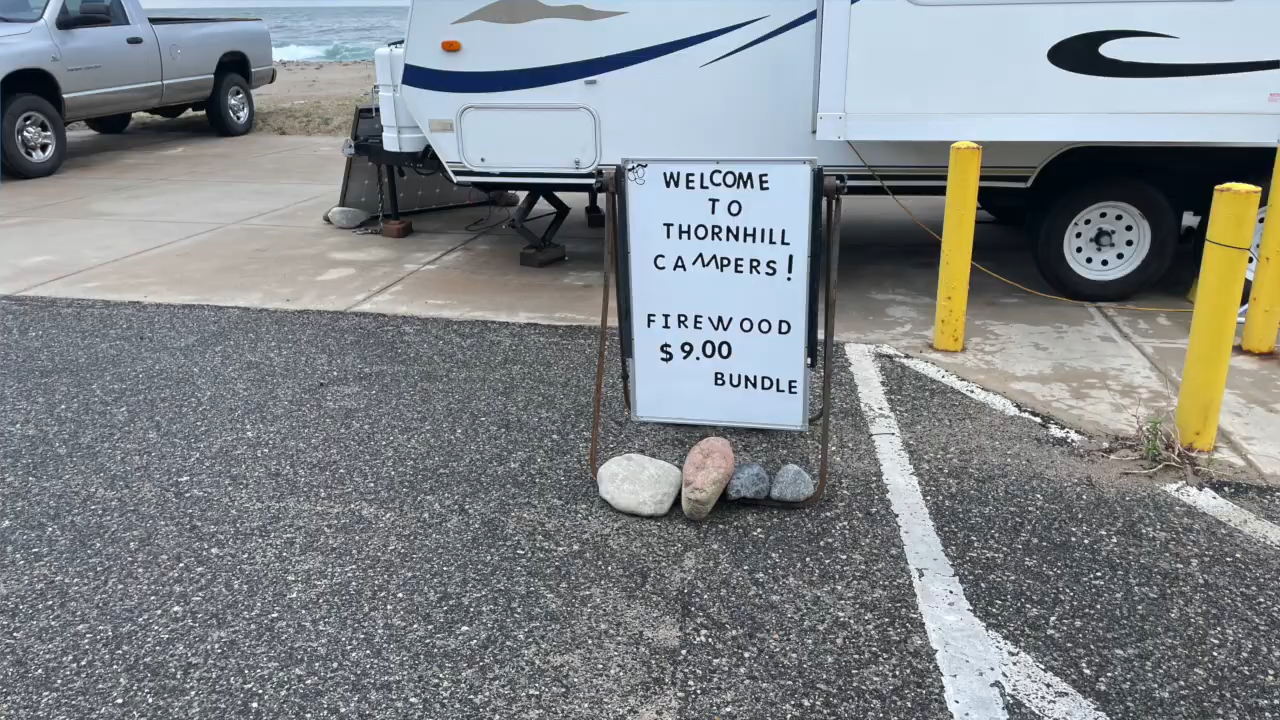 WELCOME
TO
THORNHILL
CAMPERS!
FIREWOOD
$9.00
BUNDLE